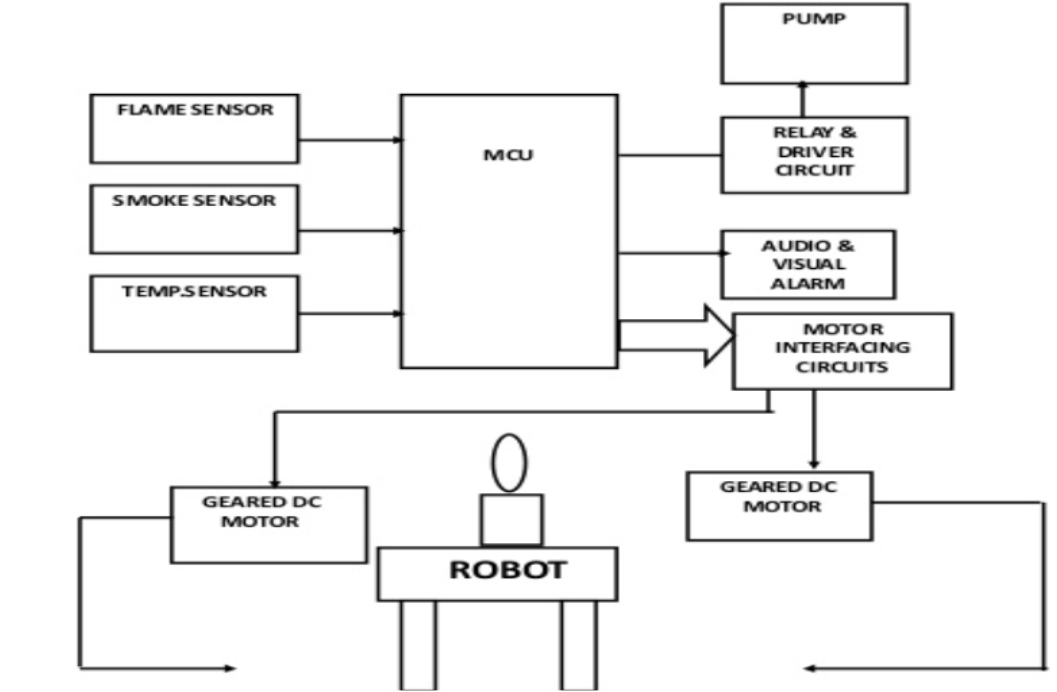 PUMP
FLAME SENSOR
MCU
RELAY &
DRIVER
CIRCUIT
SMOKE SENSOR
AUDIO &
VISUAL
ALARM
TEMP.SENSOR
MOTOR
INTERFACING
CIRCUITS
GEARED DC
MOTOR
GEARED DC
MOTOR
ROBOT